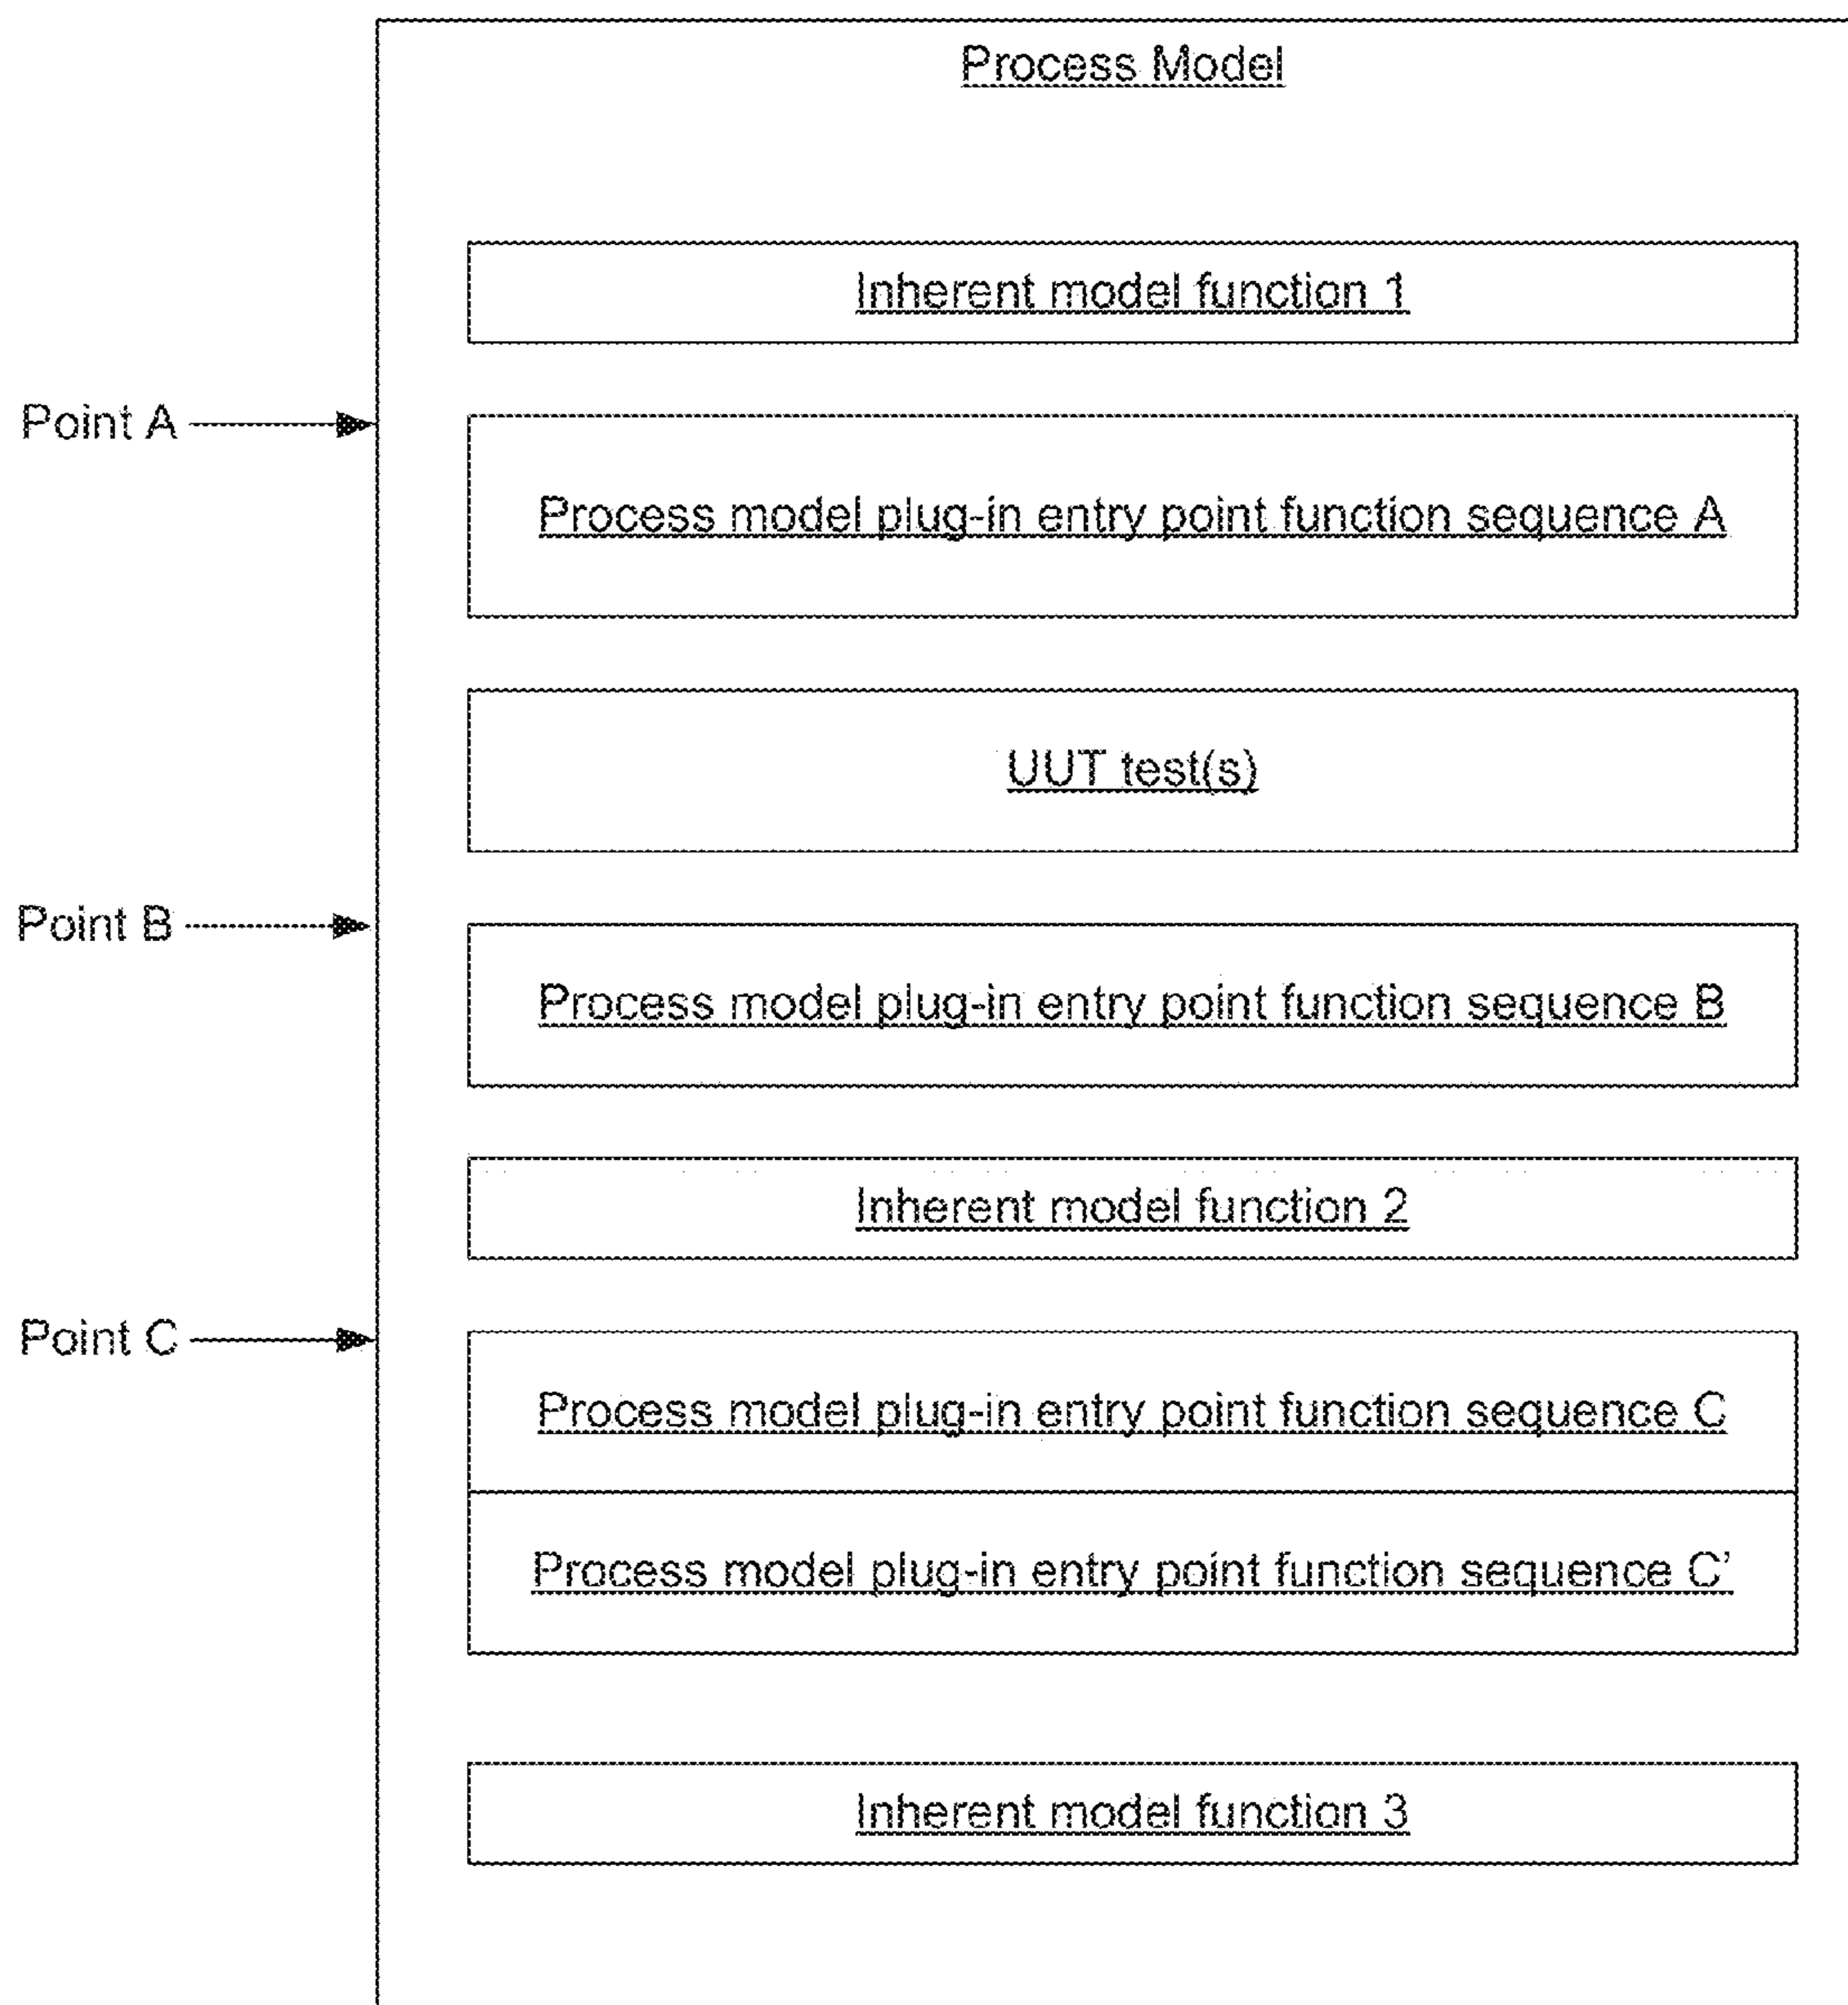 Process Model
Inherent model function 1
Point A
Process model plug-in entry point function sequence A
UUT test(s)
Point B
Process model plug-in entry point function sequence B
Inherent model function 2
Point C
Process model plug-in entry point function sequence C
Process model plug-in entry point function sequence C'
Inherent model function 3